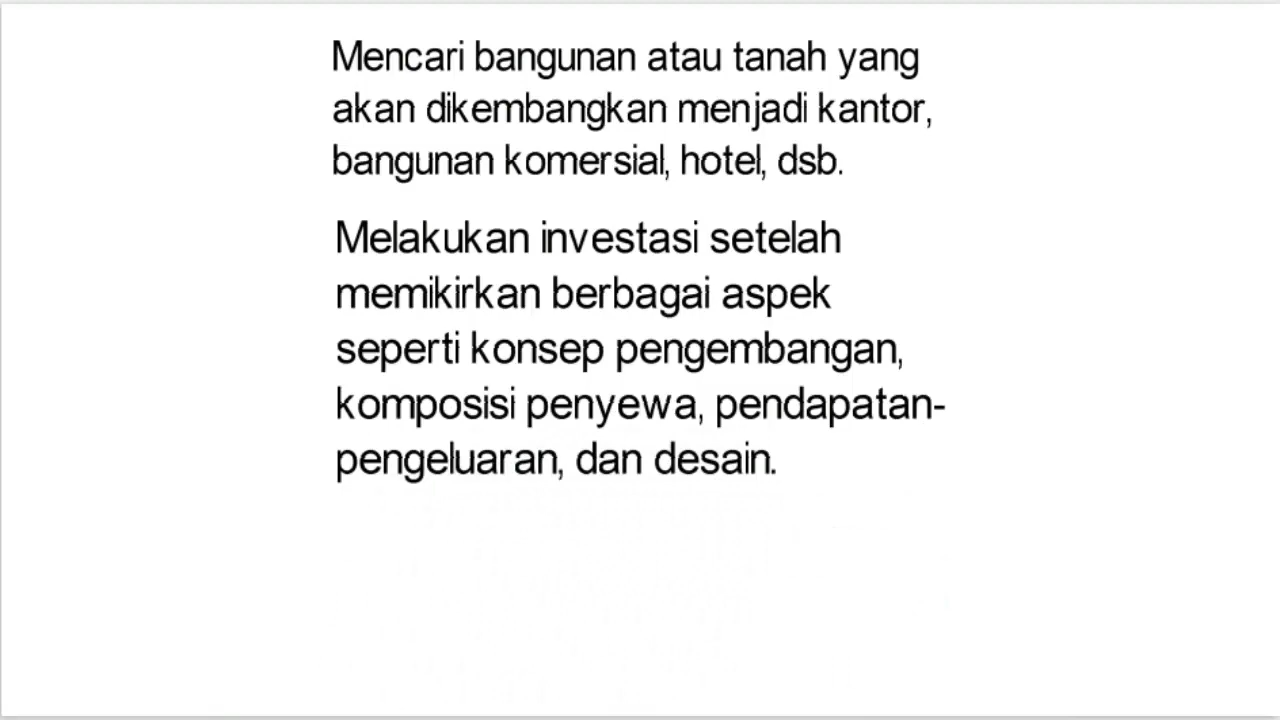 Mencari bangunan atau tanah yang
akan dikembangkan menjadi kantor,
bangunan komersial, hotel, dsb.
Melakukan investasi setelah
memikirkan berbagai aspek
seperti konsep pengembangan,
komposisi penyewa, pendapatan-
pengeluaran, dan desain.